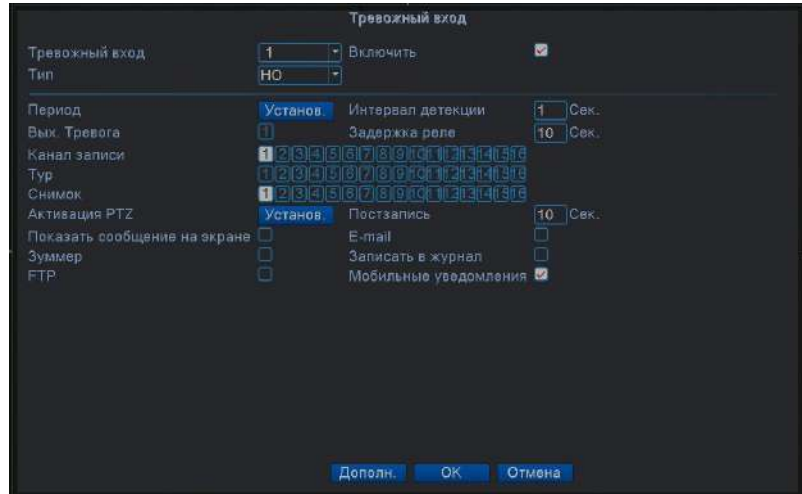 Тревожный вход
Тревожный вход 1 Включить
Тип НО
Период Установ. Интервал детекции 1 Сек.
Вых. Тревога 1 Задержка реле 10 Сек.
Канал записи 1 2 3 4 5 6 7 8 9 10 11 12 13 14 15 16
Тур 1 2 3 4 5 6 7 8 9 10 11 12 13 14 15 16
Снимок 1 2 3 4 5 6 7 8 9 10 11 12 13 14 15 16
Активация PTZ Установ. Постзапись 10 Сек.
Показать сообщение на экране E-mail
Зуммер Записать в журнал
FTP Мобильные уведомления
Дополн. OK Отмена